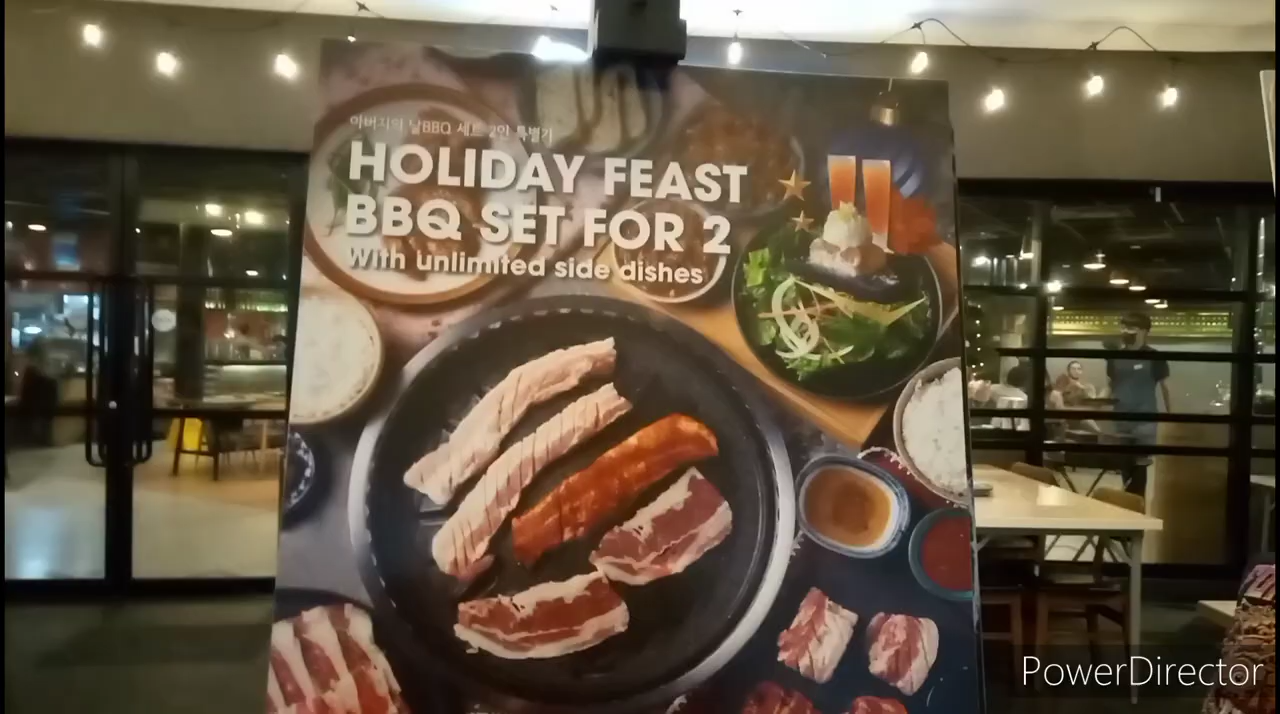 아버지의 날BBQ 세트 2인 특별기
HOLIDAY FEAST
BBQ SET FOR 2
With unlimited side dishes
PowerDirector